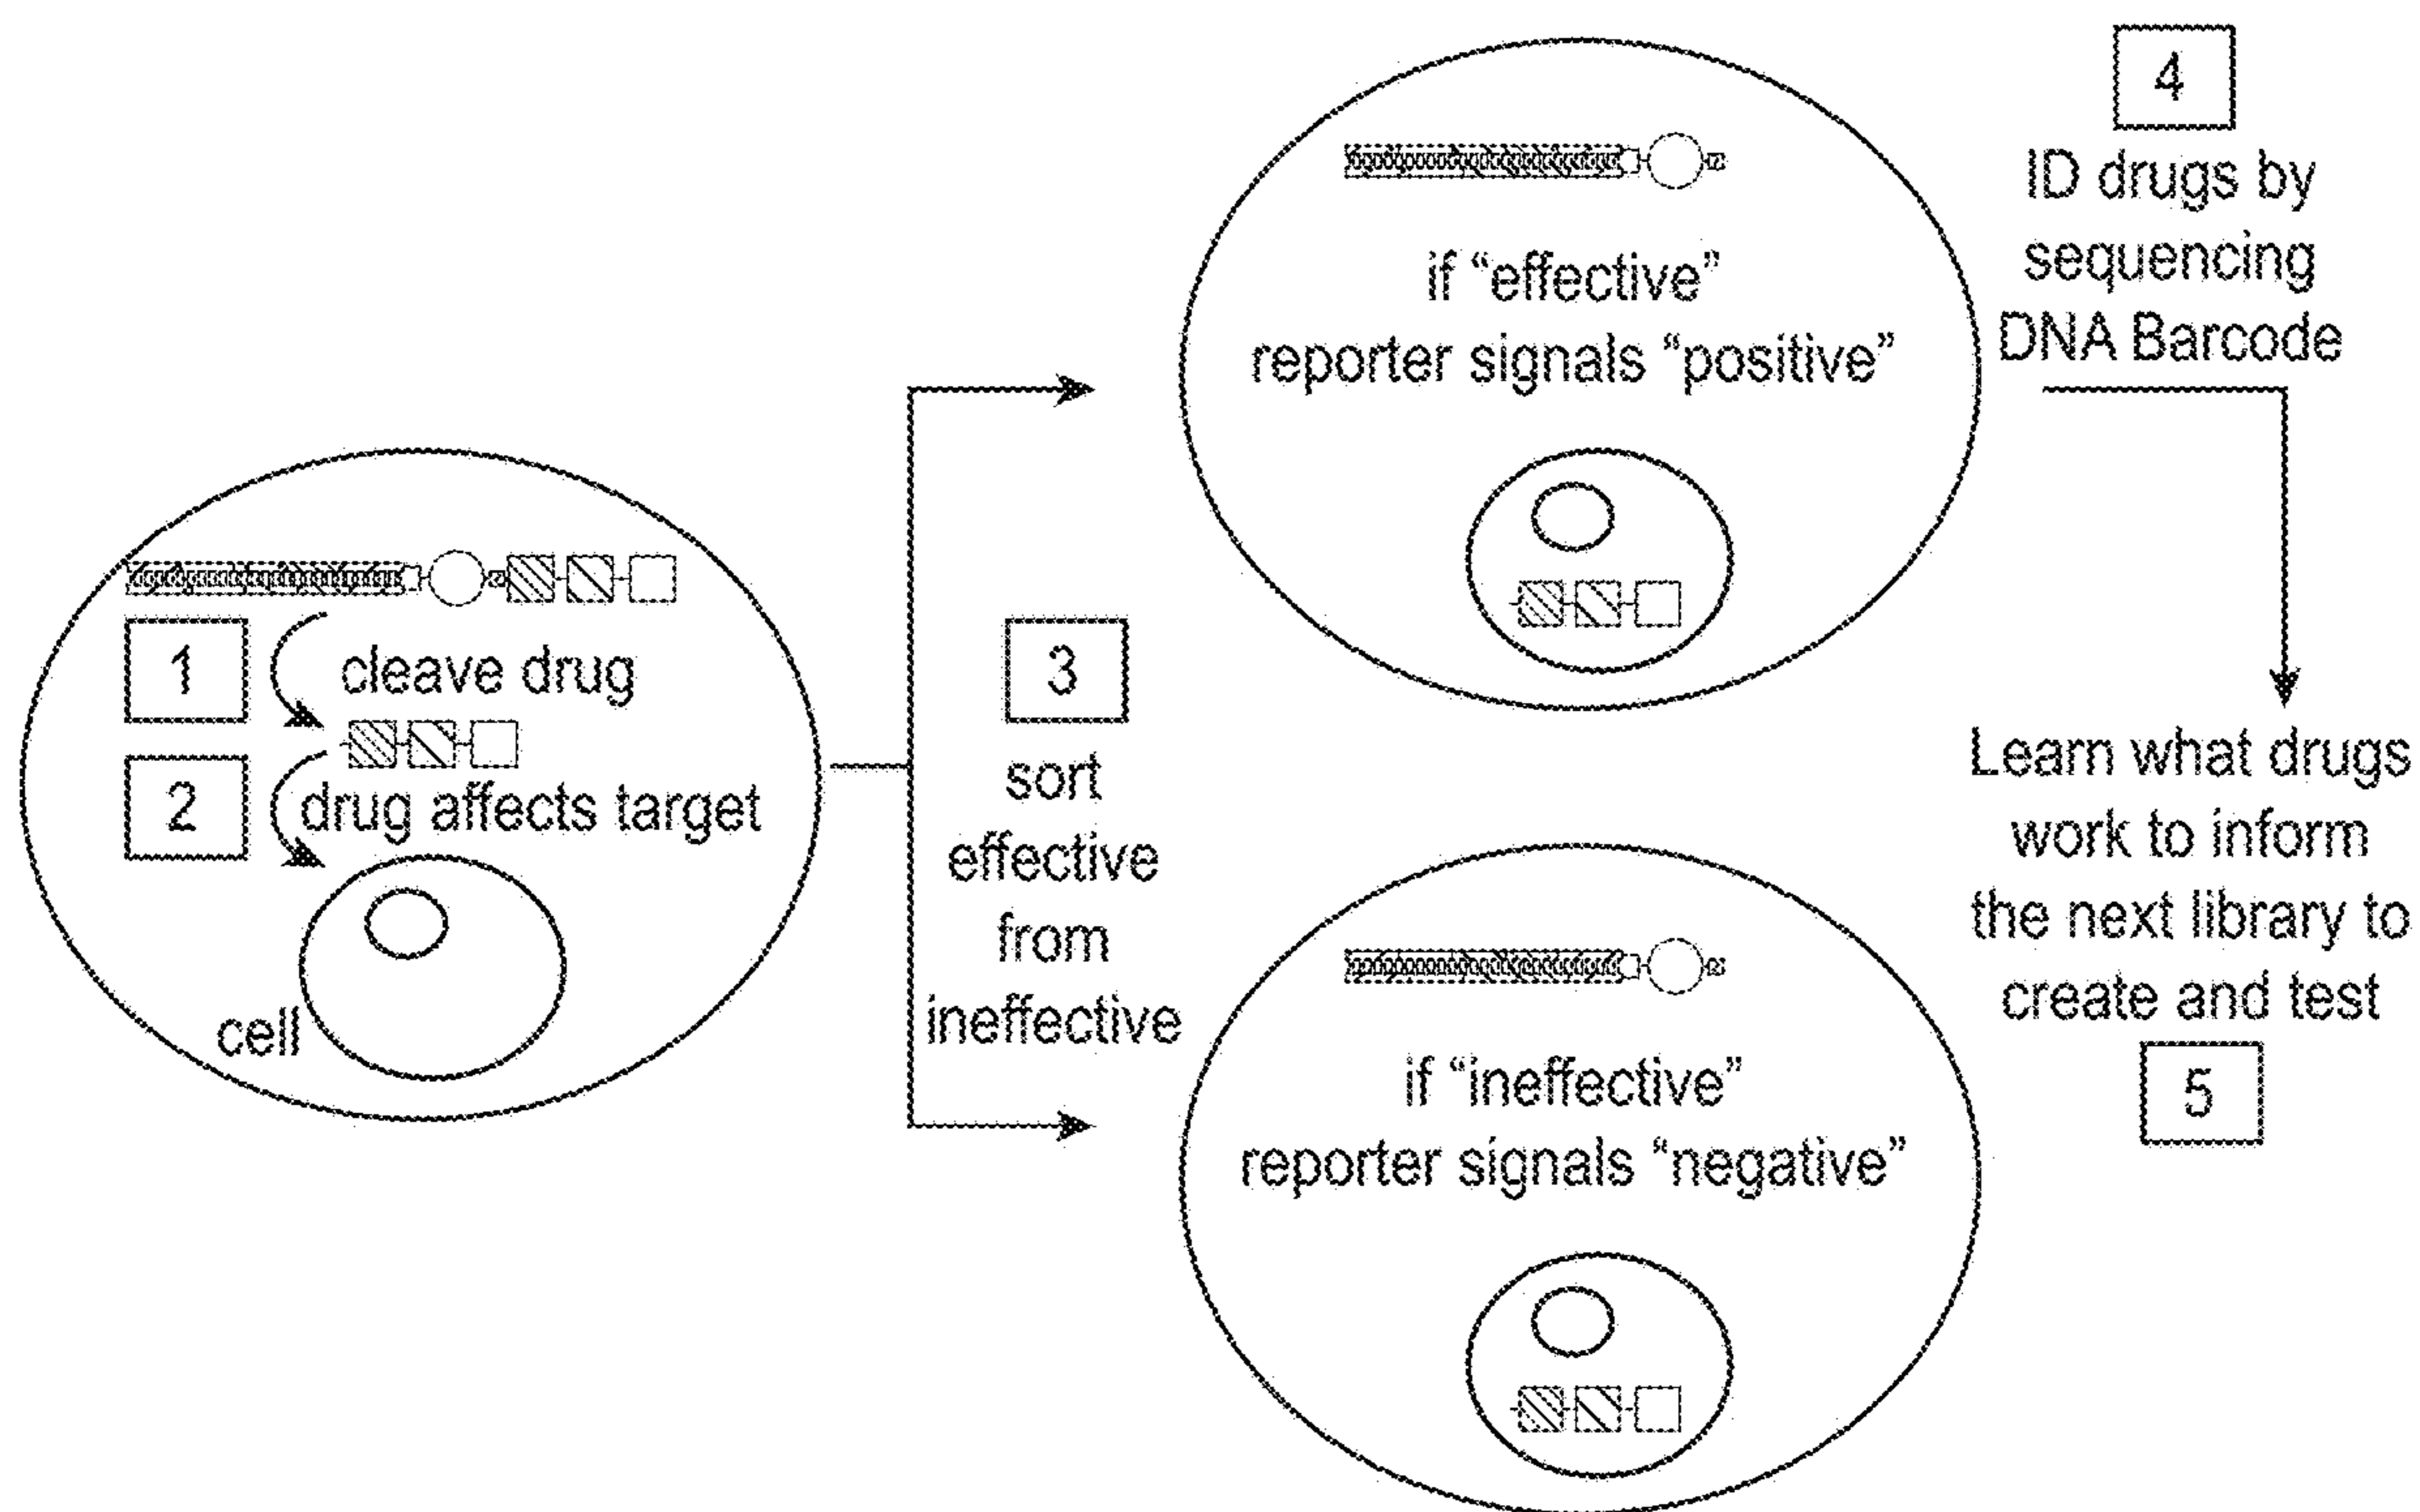 1
cleave drug
2
drug affects target
cell
3
sort
effective
from
ineffective
if “effective”
reporter signals “positive”
if “ineffective”
reporter signals “negative”
4
ID drugs by
sequencing
DNA Barcode
Learn what drugs
work to inform
the next library to
create and test
5